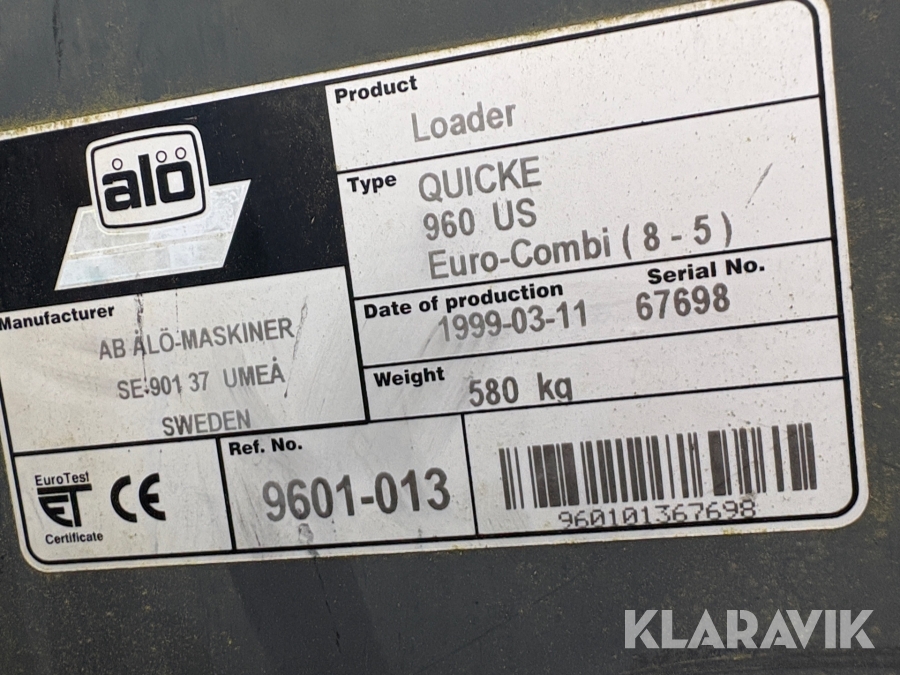 ålö
Product
Loader
Type
QUICKE
960 US
Euro-Combi ( 8 - 5 )
Date of production
1999-03-11
Serial No.
67698
Manufacturer
AB ÅLÖ-MASKINER
SE-901 37 UMEÅ
SWEDEN
Weight
580 kg
EuroTest
ET
Certificate
CE
Ref. No.
9601-013
960101367698
KLARAVIK